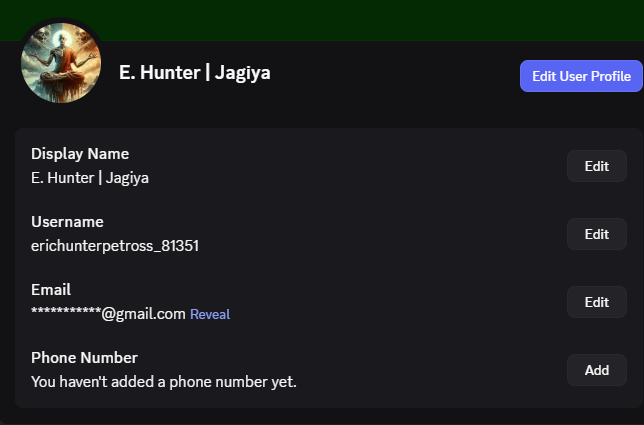 E. Hunter | Jagiya
Edit User Profile
Display Name
E. Hunter | Jagiya
Edit
Username
erichunterpetross_81351
Edit
Email
***********@gmail.com Reveal
Edit
Phone Number
You haven't added a phone number yet.
Add